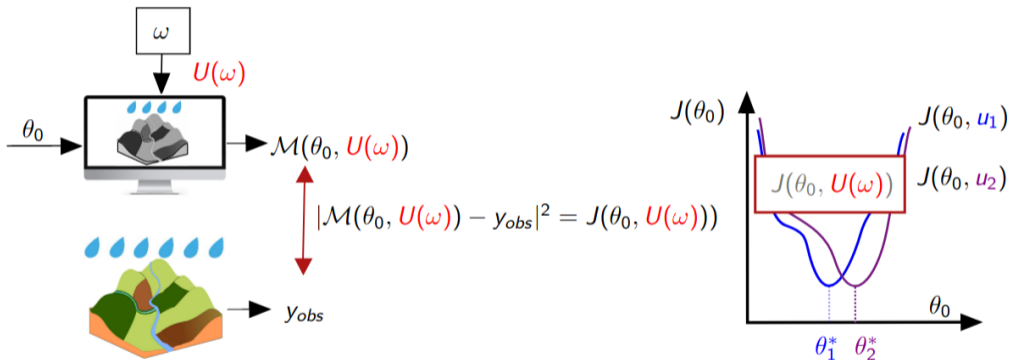 ω
U(ω)
θ₀
M(θ₀, U(ω))
|M(θ₀, U(ω)) − y_obs|² = J(θ₀, U(ω)))
y_obs
J(θ₀)
J(θ₀, u₁)
J(θ₀, U(ω))
J(θ₀, u₂)
θ₀
θ₁* θ₂*